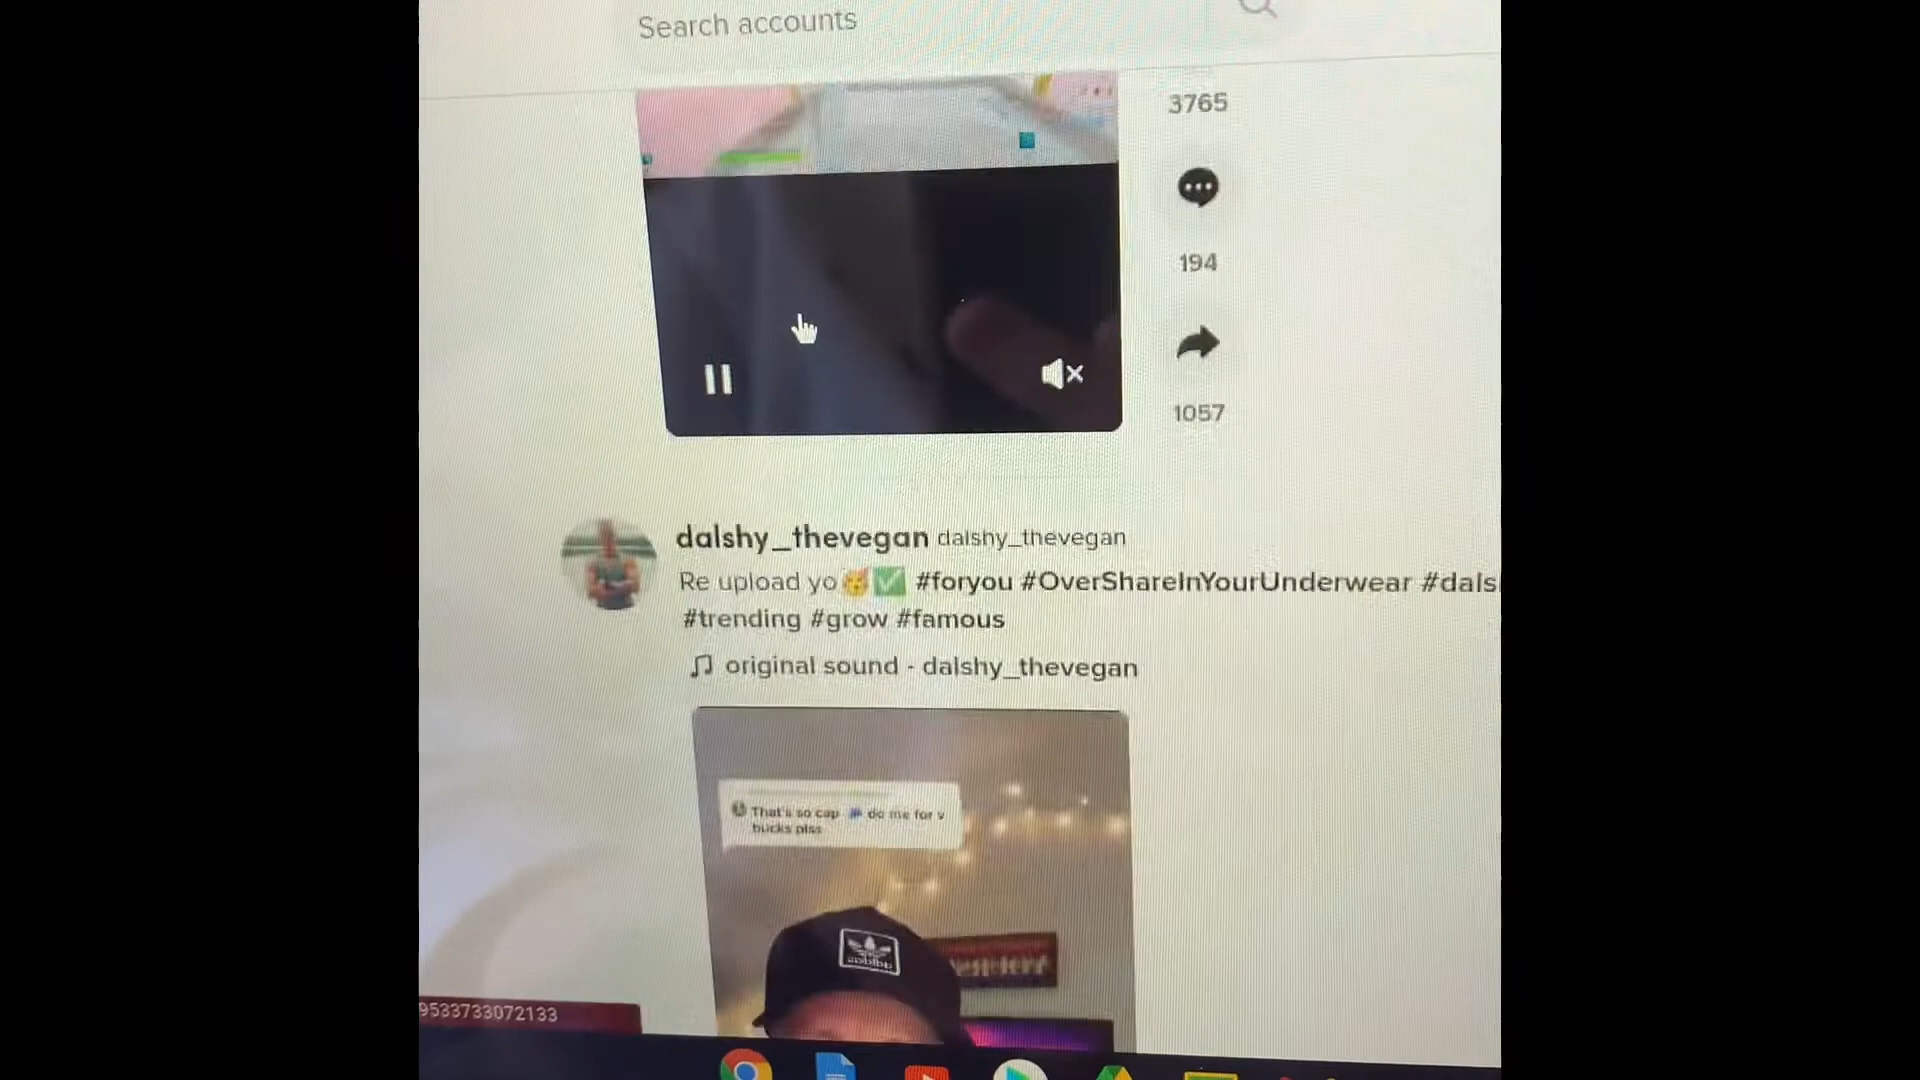 Search accounts
3765
194
1057
dalshy_thevegan dalshy_thevegan
Re upload yo🥳✅ #foryou #OverShareInYourUnderwear #dals
#trending #grow #famous
original sound - dalshy_thevegan
That's so cap do me for v
bucks plss
9533733072133